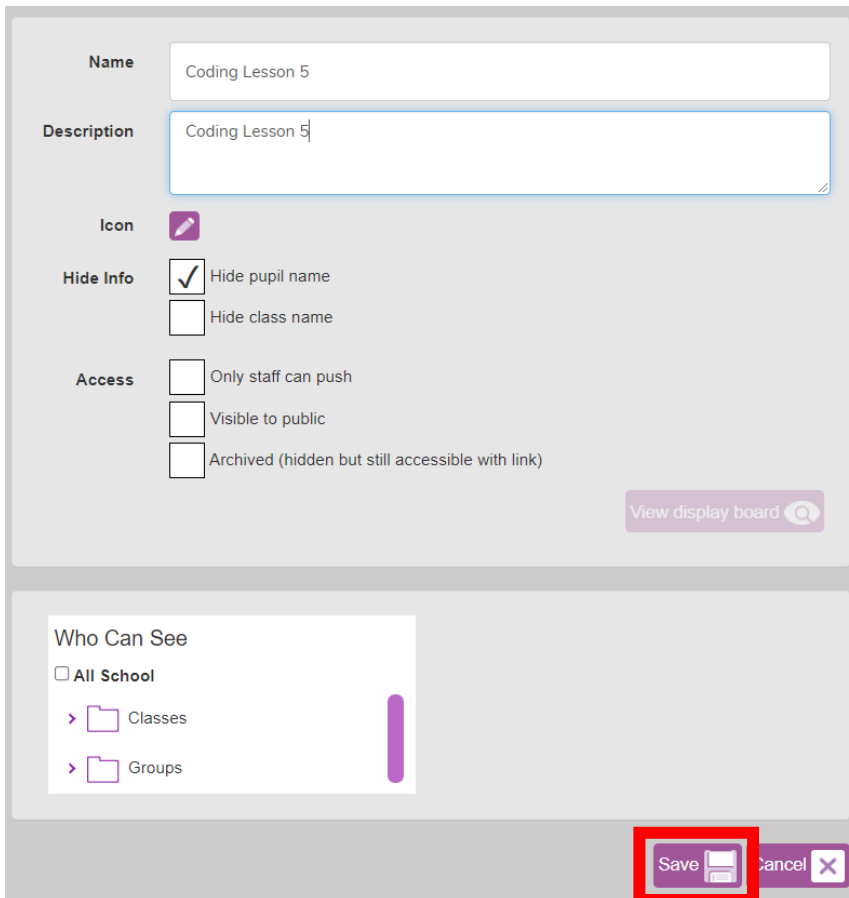 Name
Coding Lesson 5
Description
Coding Lesson 5
Icon
Hide Info
Hide pupil name
Hide class name
Access
Only staff can push
Visible to public
Archived (hidden but still accessible with link)
View display board
Who Can See
All School
Classes
Groups
Save
Cancel